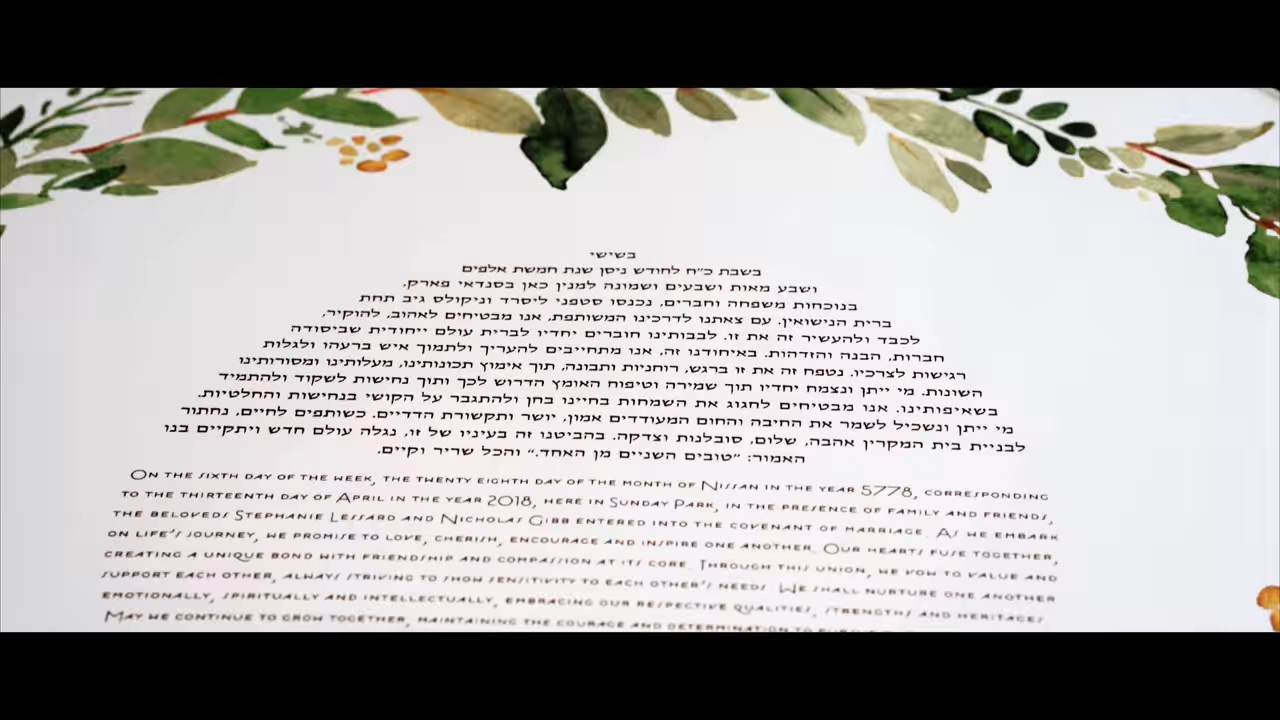 בשישי
בשבת כ״ח לחודש ניסן שנת חמשת אלפים
ושבע מאות ושבעים ושמונה למנין כאן בסנדאי פארק,
בנוכחות משפחה וחברים, נכנסו סטפני ליסרד וניקולס גיב תחת
ברית הנישואין. עם צאתנו לדרכינו המשותפת, אנו מבטיחים לאהוב, להוקיר,
לכבד ולהעשיר זה את זו. לבבותינו חוברים יחדיו לברית עולם ייחודית שביסודה
חברות, הבנה והזדהות. באיחודנו זה, אנו מתחייבים להעריך ולתמוך איש ברעהו ולגלות
רגישות לצרכיו. נטפח זה את זו ברגש, רוחניות ותבונה, תוך אימוץ תכונותינו, מעלותינו ומסורותינו
השונות. מי ייתן ונצמח יחדיו תוך שמירה וטיפוח האומץ הדרוש לכך ותוך נחישות לשקוד ולהתמיד
בשאיפותינו. אנו מבטיחים לחגוג את השמחות בחיינו בחן ולהתגבר על הקושי בנחישות והחלטיות.
מי ייתן ונשכיל לשמר את החיבה והחום המעודדים אמון, יושר ותקשורת הדדיים. כשותפים לחיים, נחתור
לבניית בית המקרין אהבה, שלום, סובלנות וצדקה. בהביטנו זה בעיניו של זו, נגלה עולם חדש ויתקיים בנו
האמור: ״טובים השניים מן האחד.״ והכל שריר וקיים.
On the sixth day of the week, the twenty eighth day of the month of Nissan in the year 5778, corresponding
to the thirteenth day of April in the year 2018, here in Sunday Park, in the presence of family and friends,
the beloveds Stephanie Lessard and Nicholas Gibb entered into the covenant of marriage. As we embark
on life's journey, we promise to love, cherish, encourage and inspire one another. Our hearts fuse together,
creating a unique bond with friendship and compassion at its core. Through this union, we vow to value and
support each other, always striving to show sensitivity to each other's needs. We shall nurture one another
emotionally, spiritually and intellectually, embracing our respective qualities, strengths and heritages.
May we continue to grow together, maintaining the courage and determination to